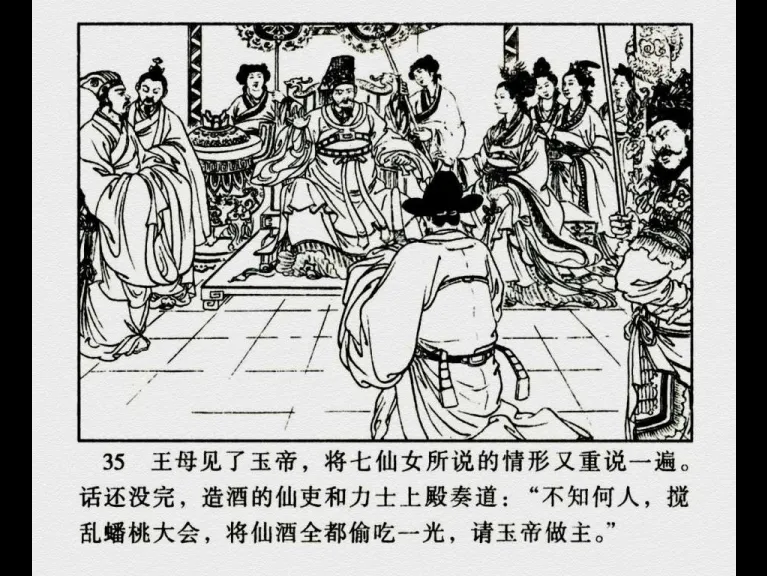 35 王母见了玉帝，将七仙女所说的情形又重说一遍。
话还没完，造酒的仙吏和力士上殿奏道：“不知何人，搅
乱蟠桃大会，将仙酒全都偷吃一光，请玉帝做主。”